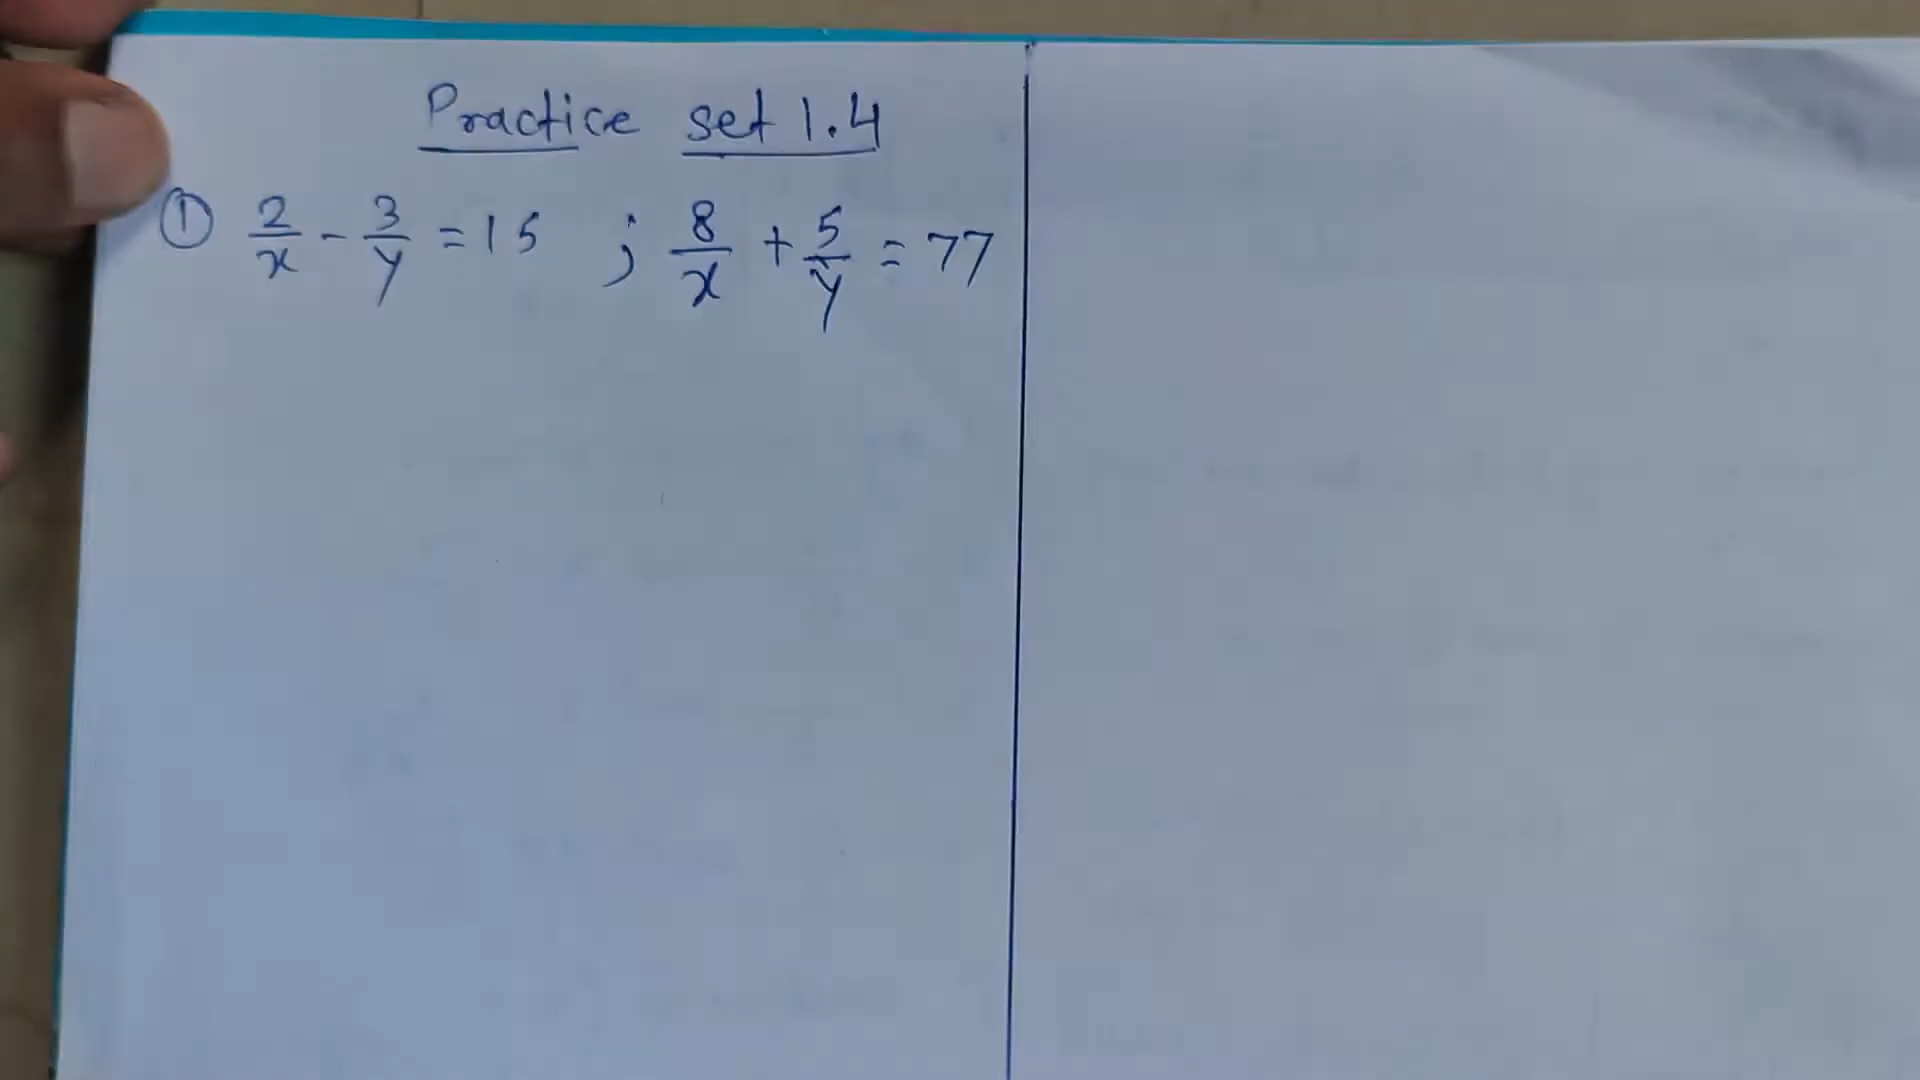 Practice set 1.4
① 2/x - 3/y = 15 ; 8/x + 5/y = 77